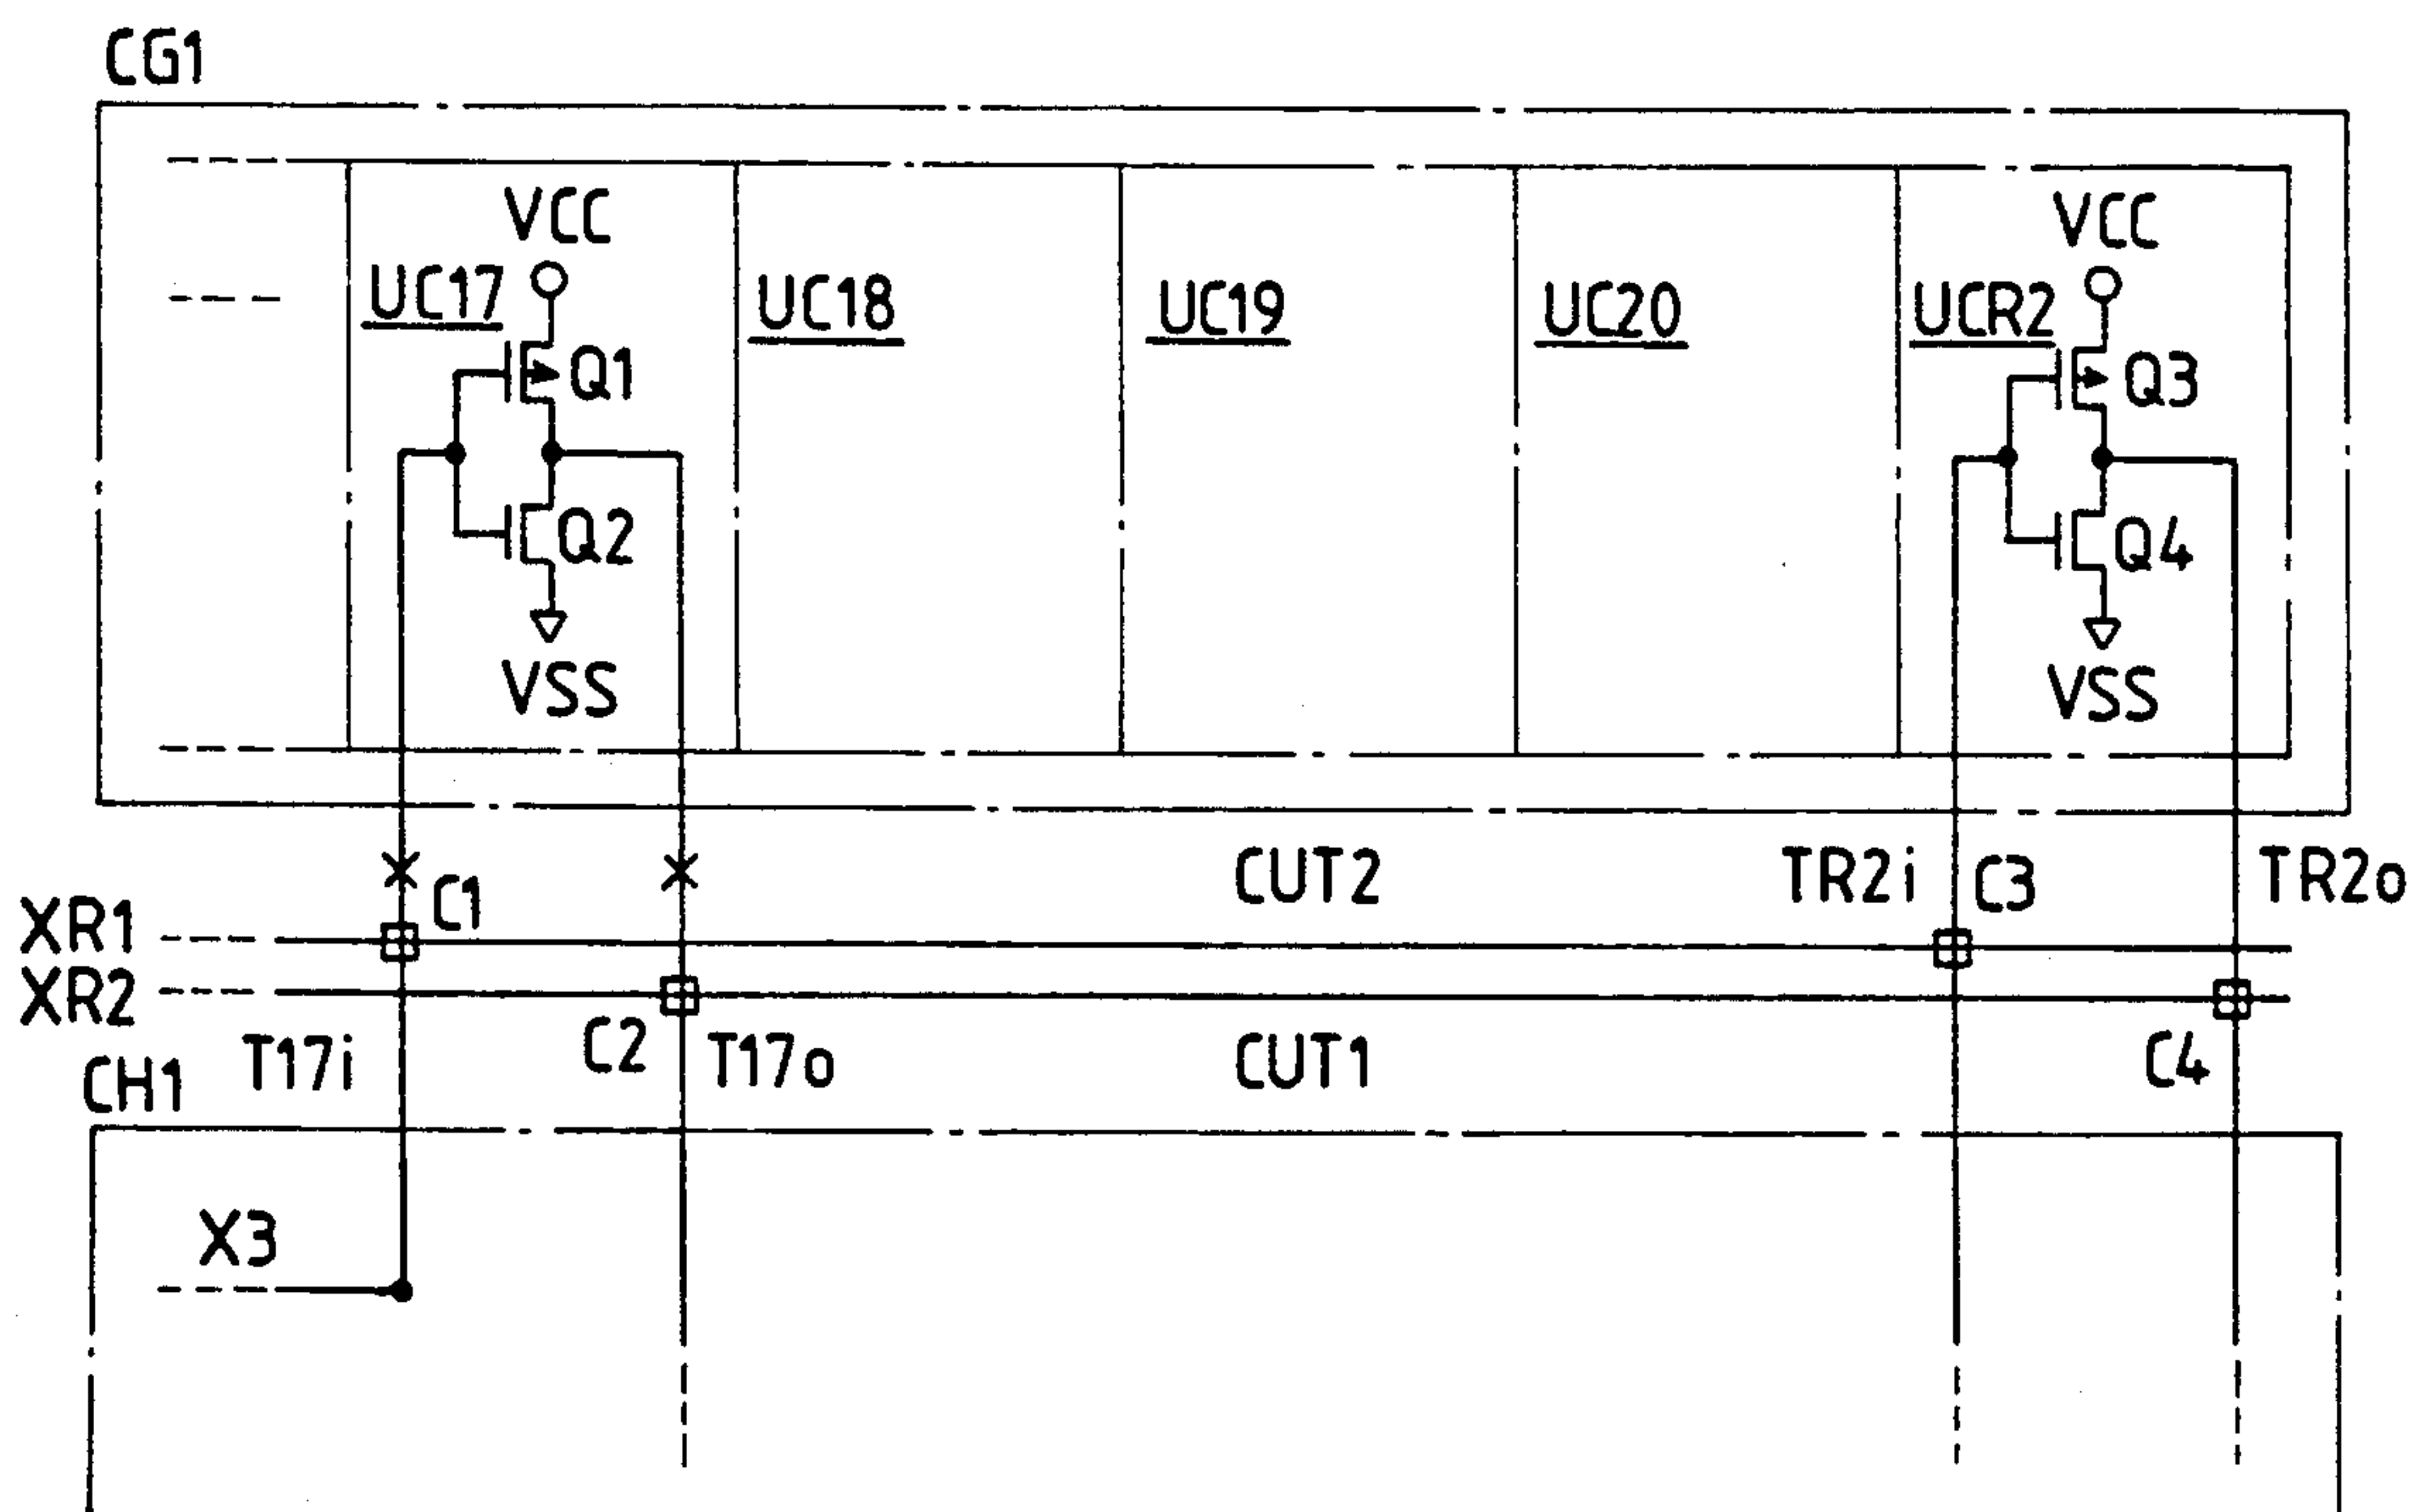 CG1
VCC VCC
UC17 UC18 UC19 UC20 UCR2
Q1 Q3
Q2 Q4
VSS VSS
C1 CUT2 TR2i C3 TR2o
XR1
XR2
T17i C2 T17o CUT1 C4
CH1
X3